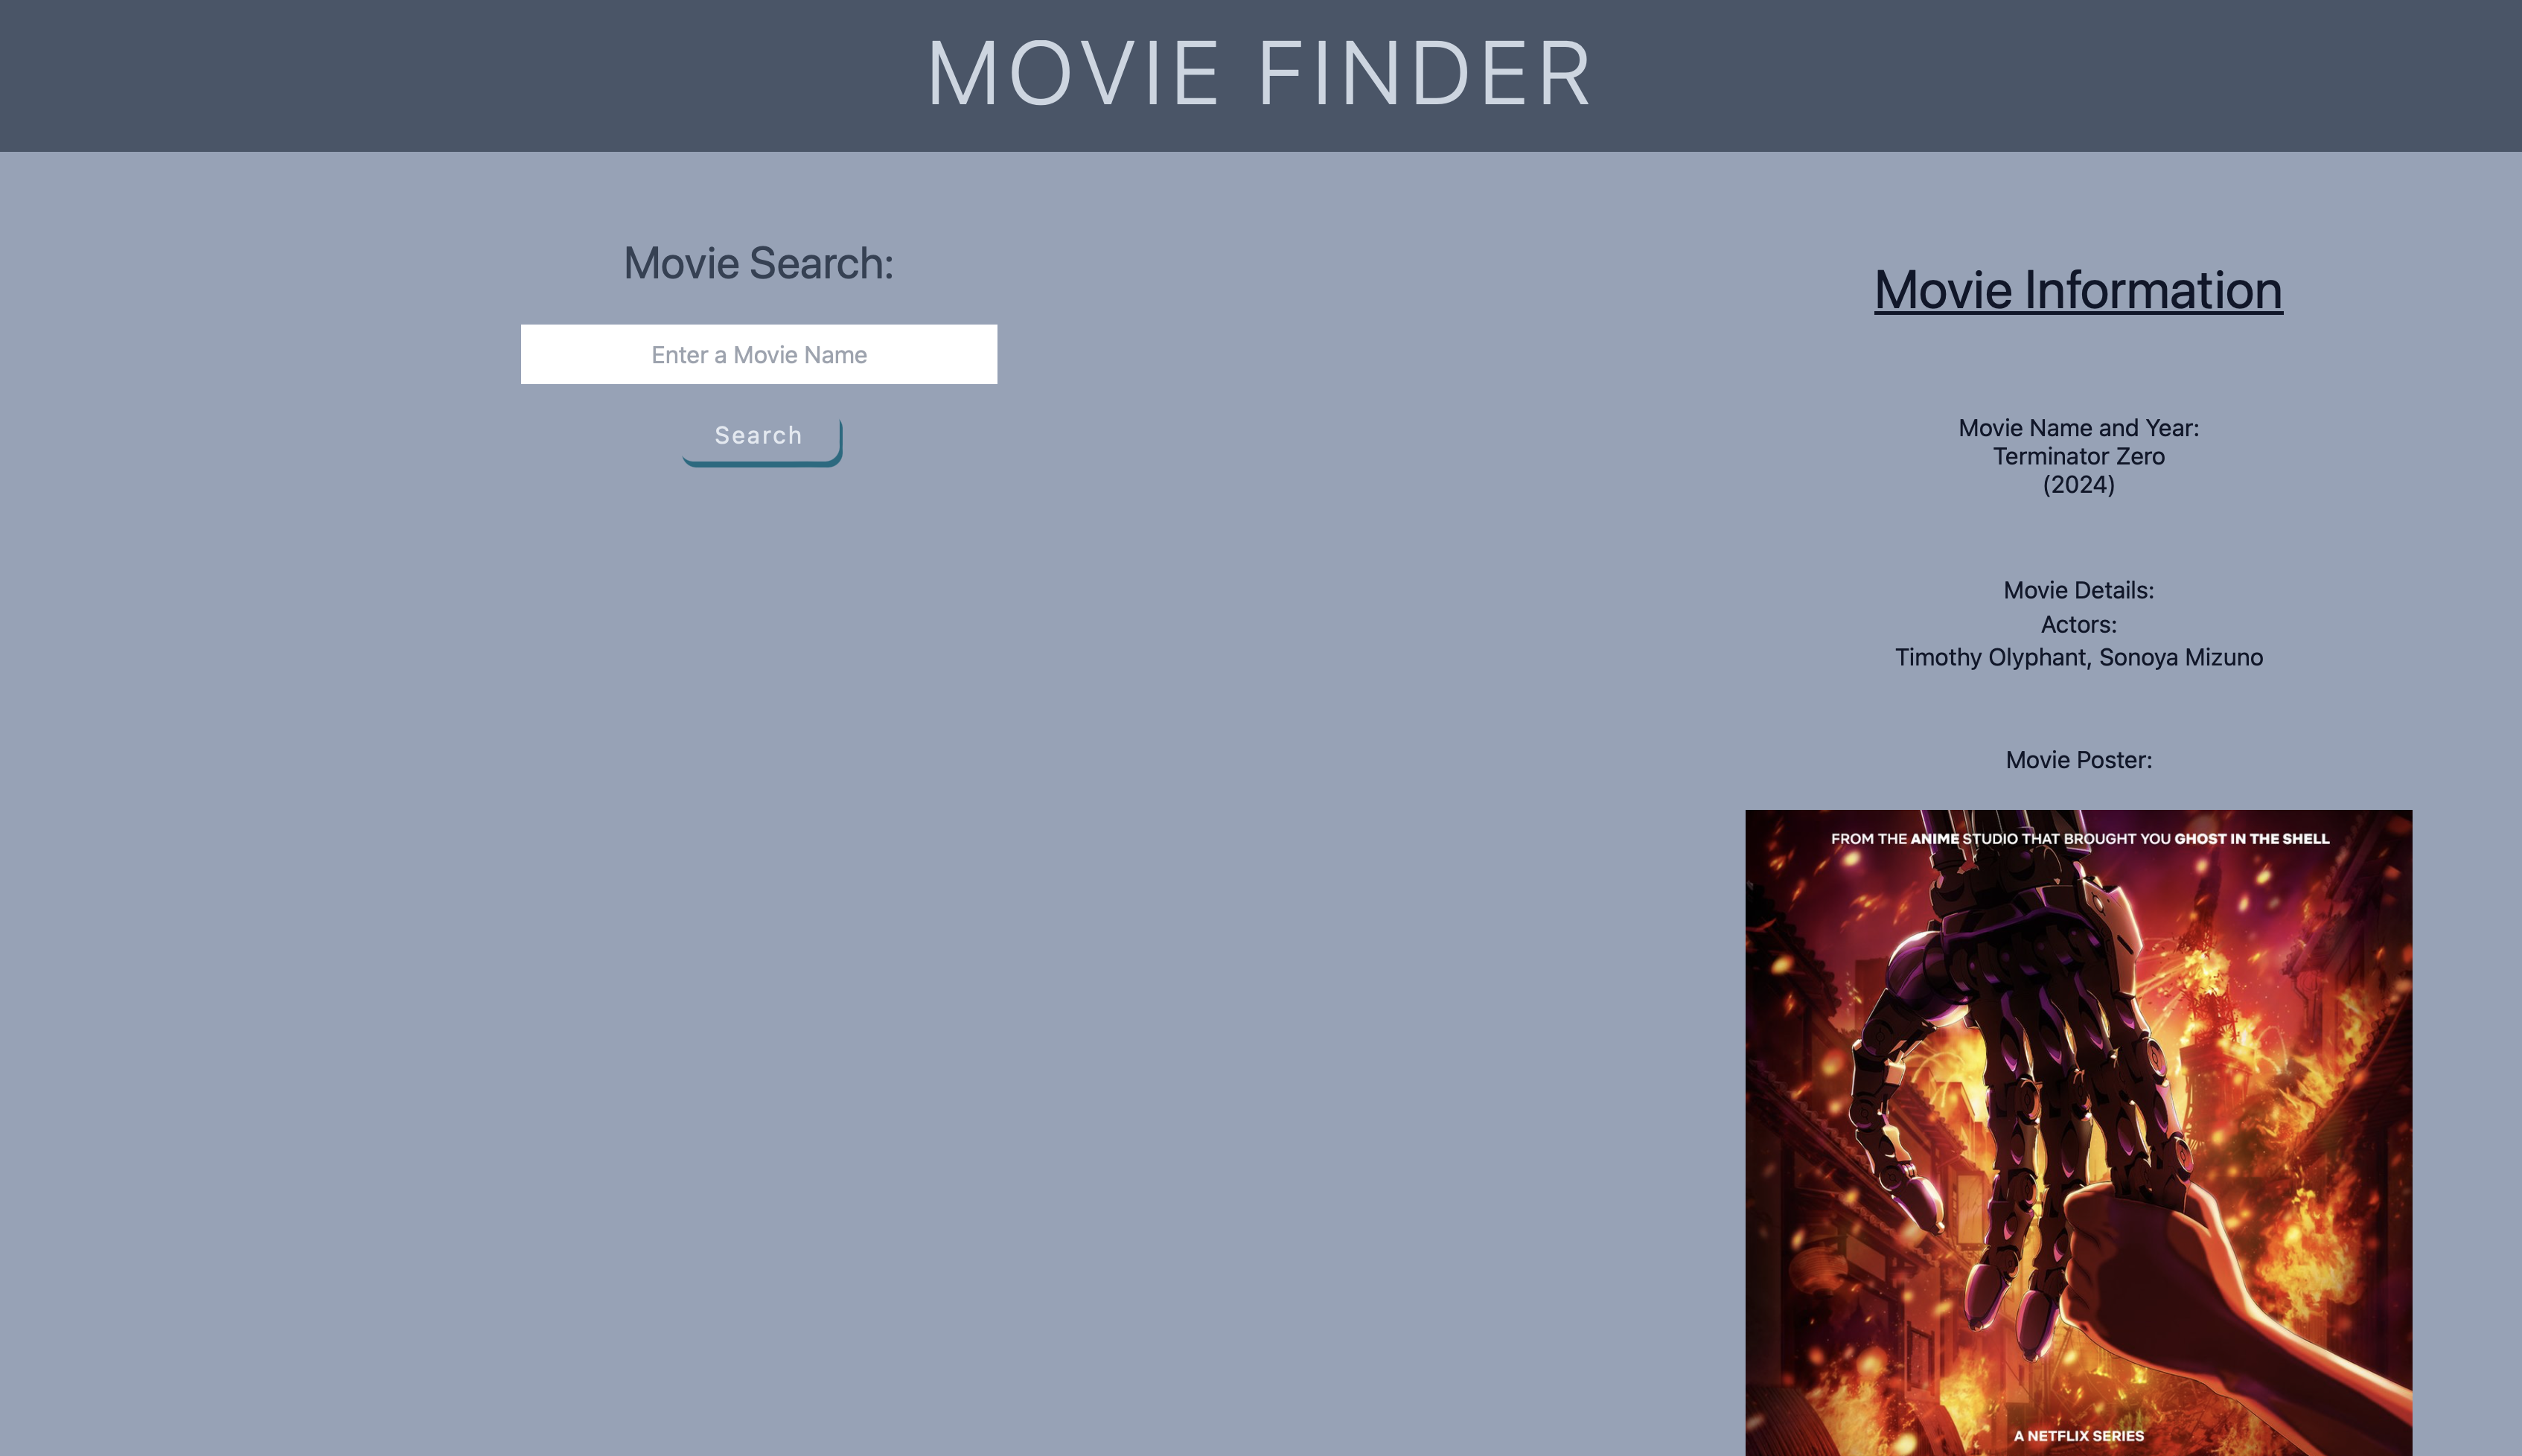 MOVIE FINDER
Movie Search:
Enter a Movie Name
Search
Movie Information
Movie Name and Year:
Terminator Zero
(2024)
Movie Details:
Actors:
Timothy Olyphant, Sonoya Mizuno
Movie Poster:
FROM THE ANIME STUDIO THAT BROUGHT YOU GHOST IN THE SHELL
A NETFLIX SERIES